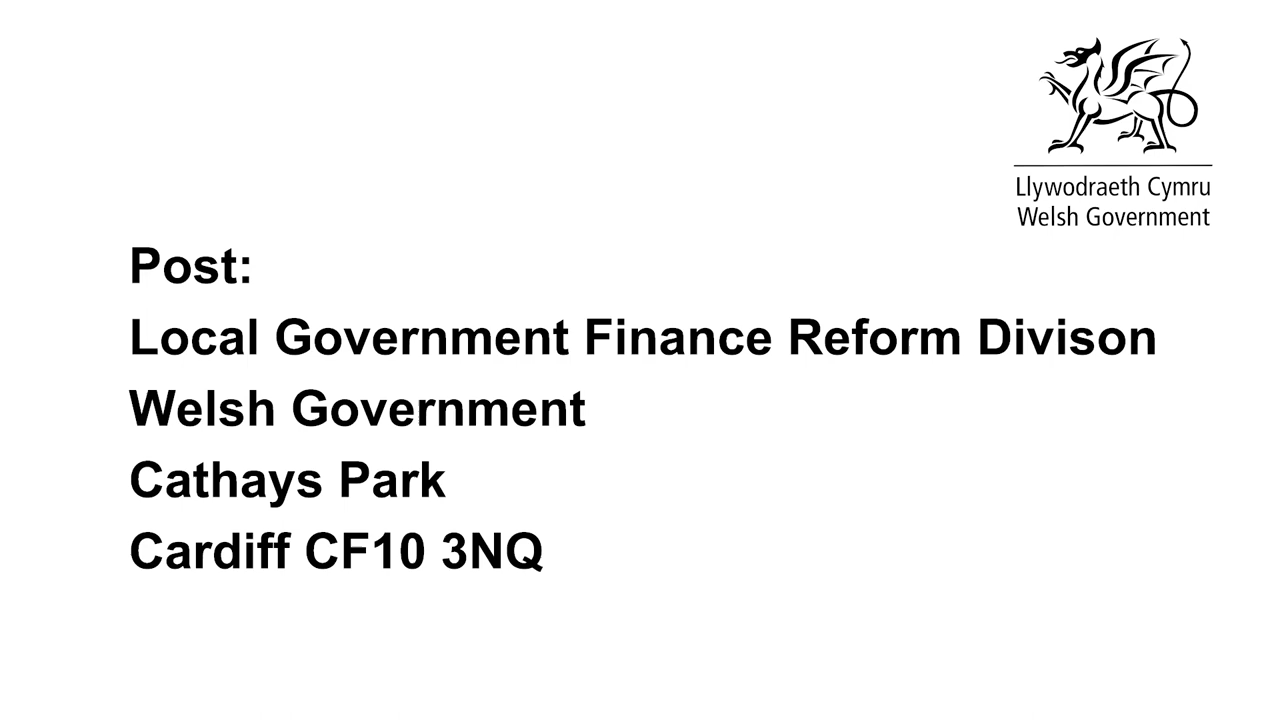 Llywodraeth Cymru
Welsh Government
Post:
Local Government Finance Reform Divison
Welsh Government
Cathays Park
Cardiff CF10 3NQ